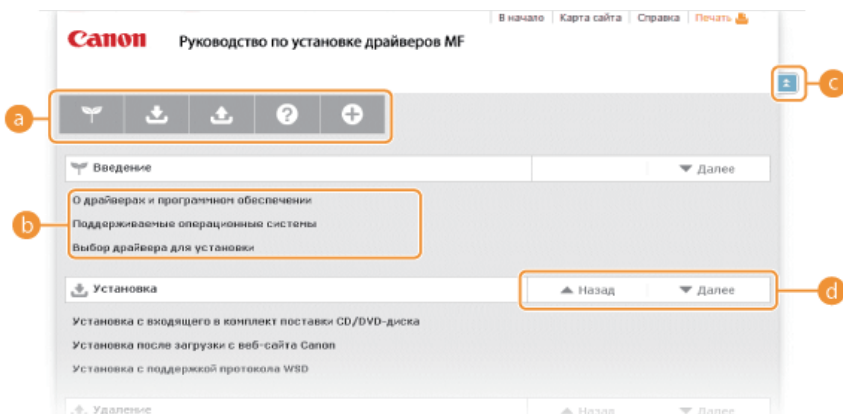 В начало Карта сайта Справка Печать
Canon Руководство по установке драйверов MF
c
a
Введение Далее
О драйверах и программном обеспечении
b
Поддерживаемые операционные системы
Выбор драйвера для установки
Установка Назад Далее
d
Установка с входящего в комплект поставки CD/DVD-диска
Установка после загрузки с веб-сайта Canon
Установка с поддержкой протокола WSD
Удаление Назад Далее